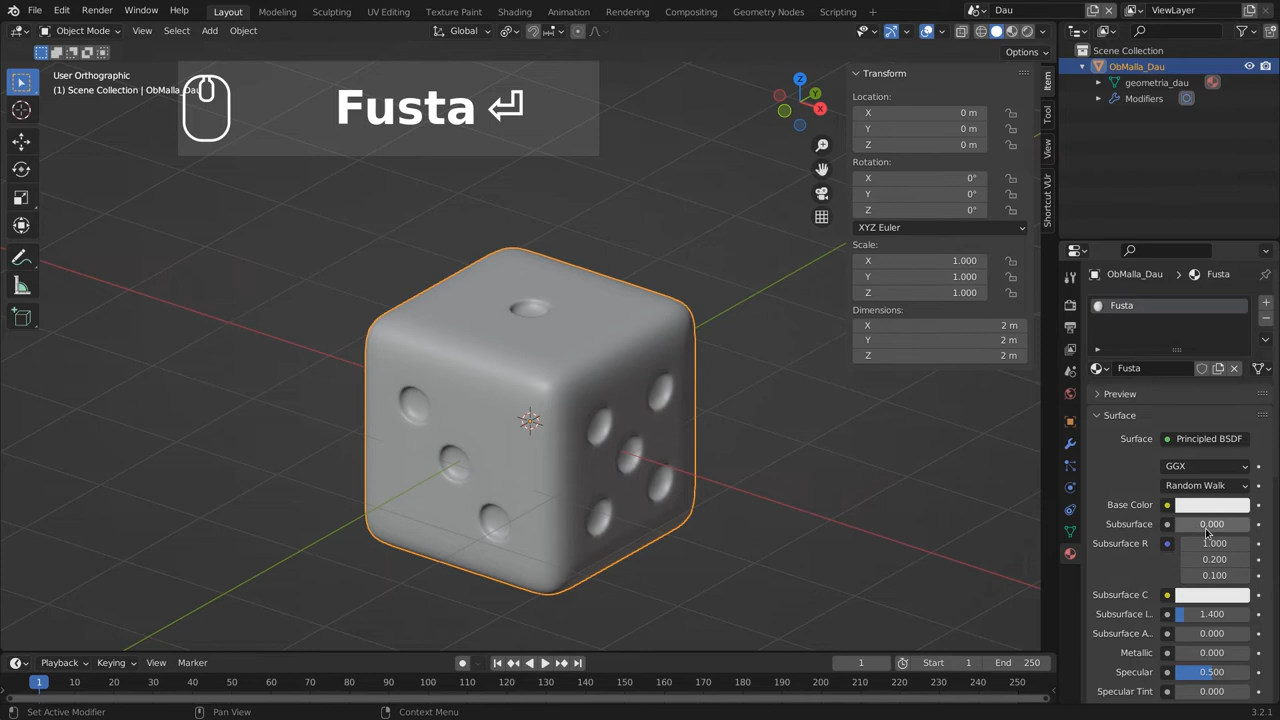 File Edit Render Window Help Layout Modeling Sculpting UV Editing Texture Paint Shading Animation Rendering Compositing Geometry Nodes Scripting + Dau ViewLayer
Object Mode View Select Add Object Global
Options
User Orthographic
(1) Scene Collection | ObMalla_Dau
Fusta ⏎
Z
Y
X
Transform
Location:
X 0 m
Y 0 m
Z 0 m
Rotation:
X 0°
Y 0°
Z 0°
XYZ Euler
Scale:
X 1.000
Y 1.000
Z 1.000
Dimensions:
X 2 m
Y 2 m
Z 2 m
Item
Tool
View
Shortcut VUr
Scene Collection
ObMalla_Dau
geometria_dau
Modifiers
ObMalla_Dau > Fusta
Fusta
Fusta
Preview
Surface
Surface Principled BSDF
GGX
Random Walk
Base Color
Subsurface 0.000
Subsurface R 1.000
0.200
0.100
Subsurface C
Subsurface I... 1.400
Subsurface A... 0.000
Metallic 0.000
Specular 0.500
Specular Tint 0.000
Playback Keying View Marker 1 Start 1 End 250
1 10 20 30 40 50 60 70 80 90 100 110 120 130 140 150 160 170 180 190 200 210 220 230 240 250
Set Active Modifier Pan View Context Menu 3.2.1